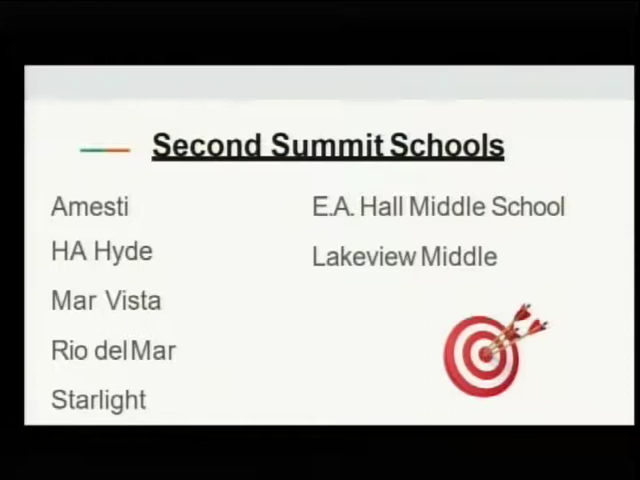 Second Summit Schools
Amesti
HA Hyde
Mar Vista
Rio del Mar
Starlight
E.A. Hall Middle School
Lakeview Middle